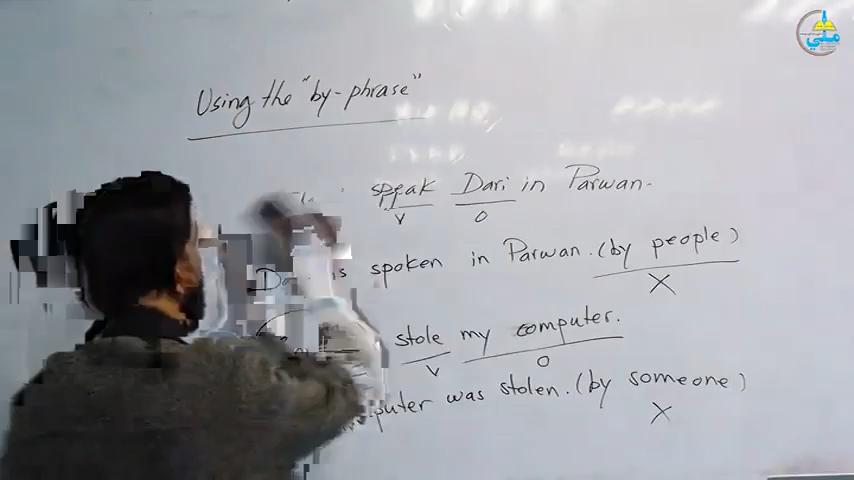 Using the "by-phrase"
speak Dari in Parwan.
V O
is spoken in Parwan. (by people)
X
stole my computer.
V O
was stolen. (by someone)
X